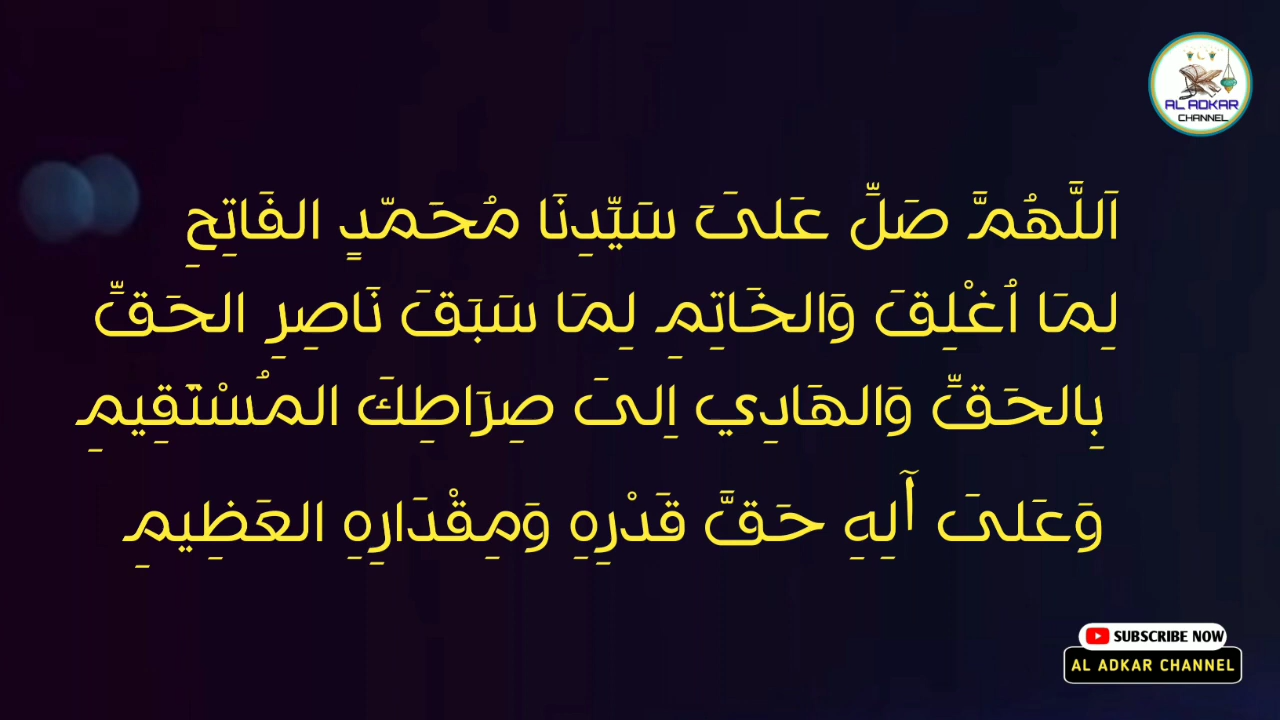 AL ADKAR
CHANNEL
اَللَّهُمَّ صَلِّ عَلىَ سَيِّدِنَا مُحَمّدٍ الفَاتِحِ
لِمَا اُغْلِقَ وَالخَاتِمِ لِمَا سَبَقَ نَاصِرِ الحَقِّ
بِالحَقِّ وَالهَادِي اِلىَ صِرَاطِكَ المُسْتَقِيمِ
وَعَلىَ أَلِهِ حَقَّ قَدْرِهِ وَمِقْدَارِهِ العَظِيمِ
SUBSCRIBE NOW
AL ADKAR CHANNEL